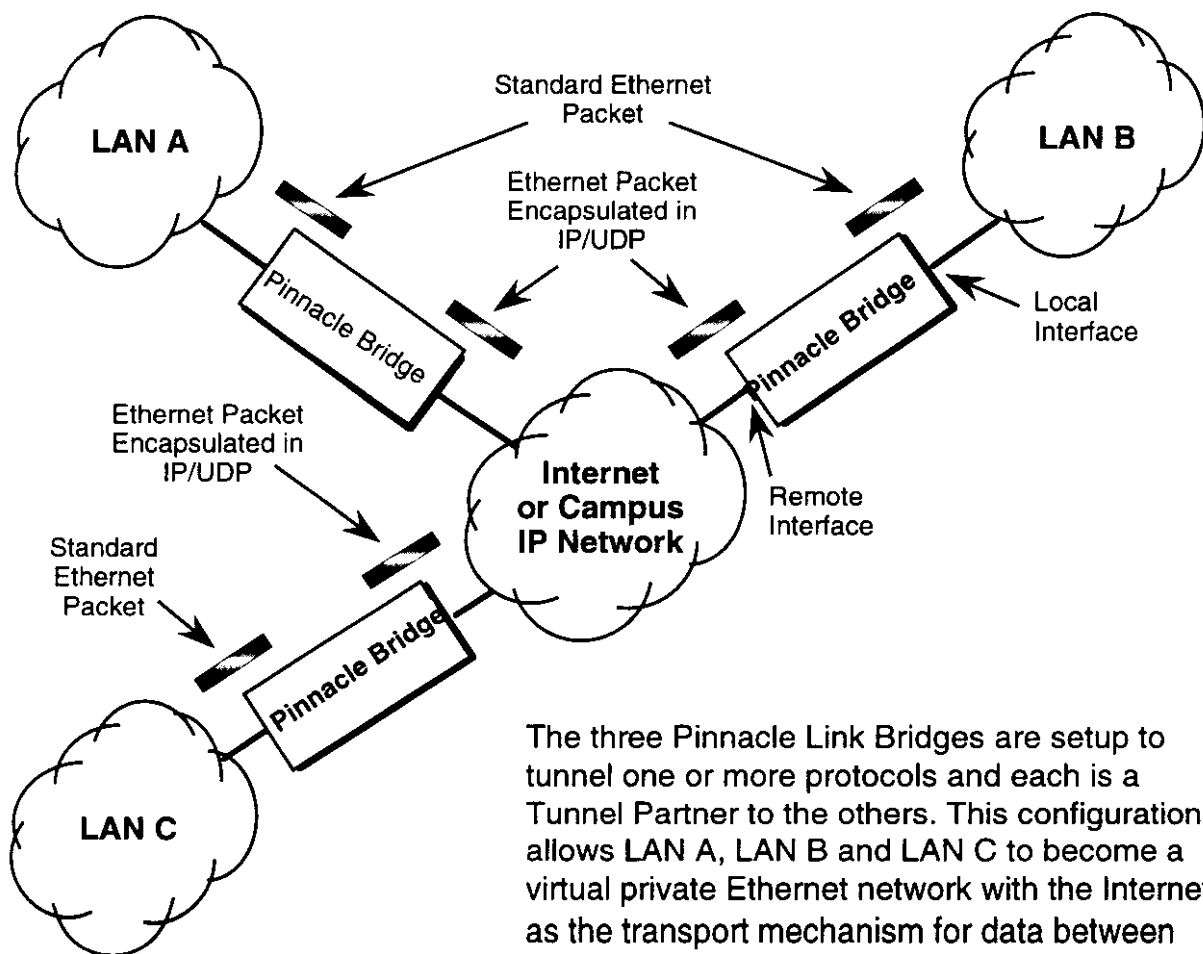 Standard Ethernet
Packet
LAN A
LAN B
Ethernet Packet
Encapsulated in
IP/UDP
Pinnacle Bridge
Pinnacle Bridge
Local
Interface
Ethernet Packet
Encapsulated in
IP/UDP
Internet
or Campus
IP Network
Remote
Interface
Standard
Ethernet
Packet
Pinnacle Bridge
LAN C
The three Pinnacle Link Bridges are setup to
tunnel one or more protocols and each is a
Tunnel Partner to the others. This configuration
allows LAN A, LAN B and LAN C to become a
virtual private Ethernet network with the Interne
as the transport mechanism for data between